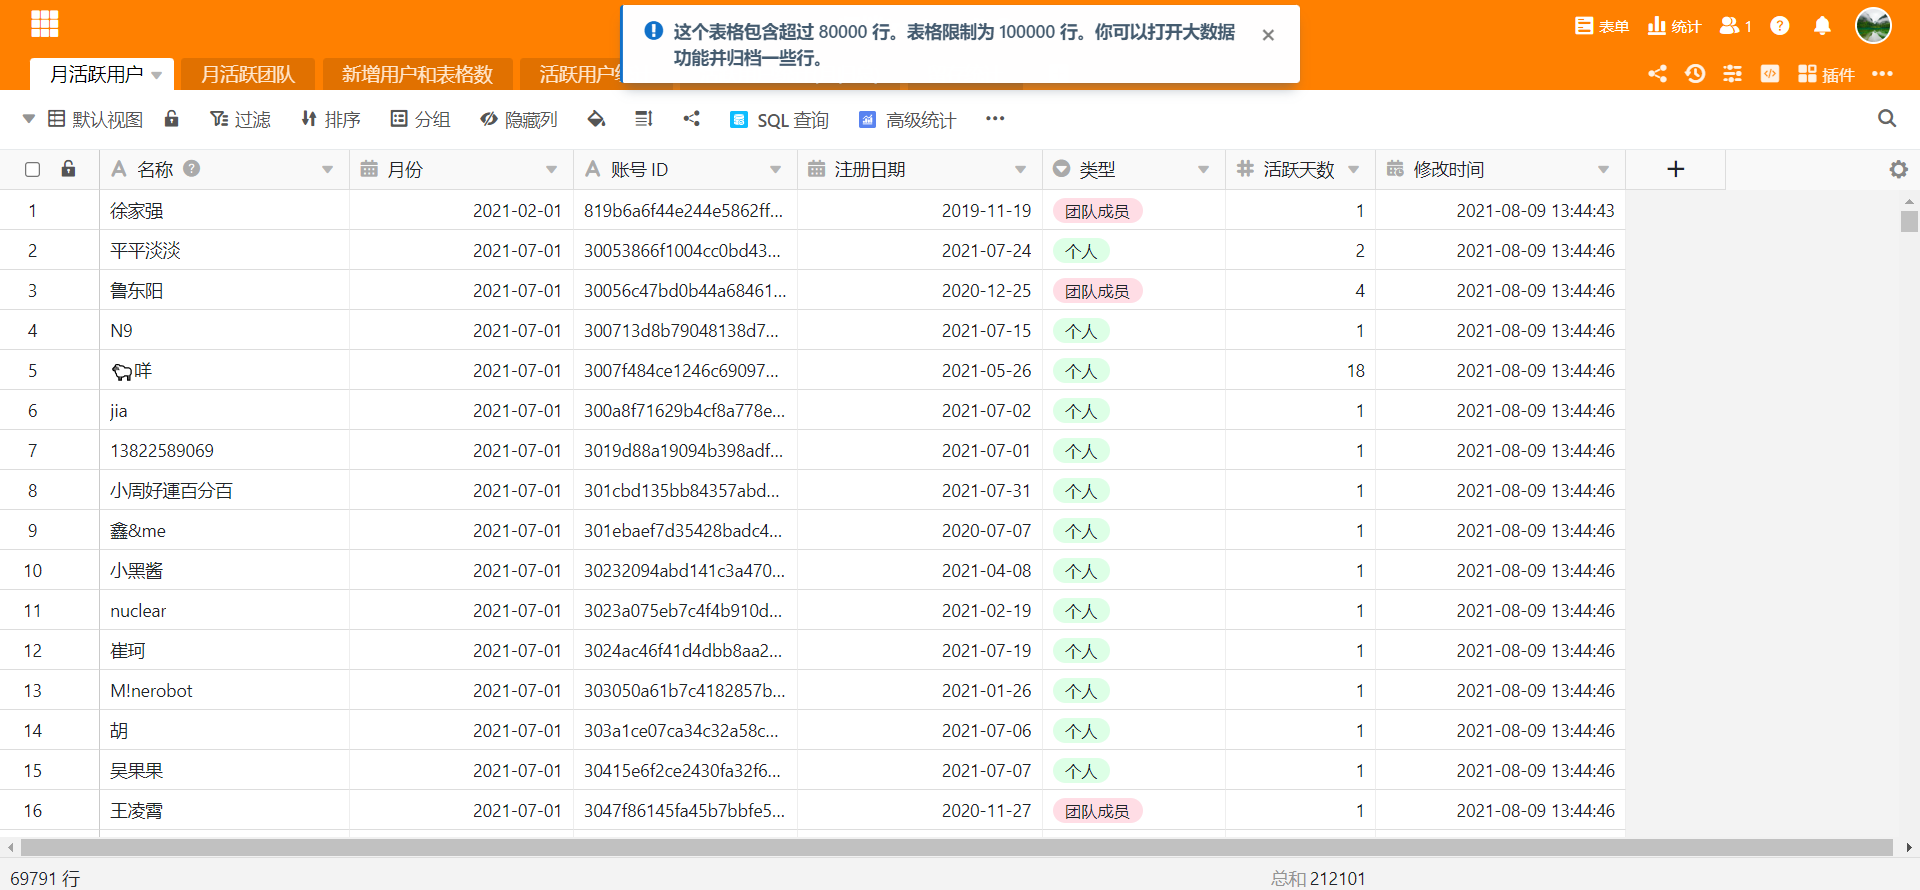 这个表格包含超过 80000 行。表格限制为 100000 行。你可以打开大数据
功能并归档一些行。
表单 统计 1
月活跃用户 月活跃团队 新增用户和表格数 活跃用户
插件
默认视图 过滤 排序 分组 隐藏列 SQL 查询 高级统计
名称 月份 账号 ID 注册日期 类型 活跃天数 修改时间
1 徐家强 2021-02-01 819b6a6f44e244e5862ff... 2019-11-19 团队成员 1 2021-08-09 13:44:43
2 平平淡淡 2021-07-01 30053866f1004cc0bd43... 2021-07-24 个人 2 2021-08-09 13:44:46
3 鲁东阳 2021-07-01 30056c47bd0b44a68461... 2020-12-25 团队成员 4 2021-08-09 13:44:46
4 N9 2021-07-01 300713d8b79048138d7... 2021-07-15 个人 1 2021-08-09 13:44:46
5 🐑咩 2021-07-01 3007f484ce1246c69097... 2021-05-26 个人 18 2021-08-09 13:44:46
6 jia 2021-07-01 300a8f71629b4cf8a778e... 2021-07-02 个人 1 2021-08-09 13:44:46
7 13822589069 2021-07-01 3019d88a19094b398adf... 2021-07-01 个人 1 2021-08-09 13:44:46
8 小周好運百分百 2021-07-01 301cbd135bb84357abd... 2021-07-31 个人 1 2021-08-09 13:44:46
9 鑫&me 2021-07-01 301ebaef7d35428badc4... 2020-07-07 个人 1 2021-08-09 13:44:46
10 小黑酱 2021-07-01 30232094abd141c3a470... 2021-04-08 个人 1 2021-08-09 13:44:46
11 nuclear 2021-07-01 3023a075eb7c4f4b910d... 2021-02-19 个人 1 2021-08-09 13:44:46
12 崔珂 2021-07-01 3024ac46f41d4dbb8aa2... 2021-07-19 个人 1 2021-08-09 13:44:46
13 M!nerobot 2021-07-01 303050a61b7c4182857b... 2021-01-26 个人 1 2021-08-09 13:44:46
14 胡 2021-07-01 303a1ce07ca34c32a58c... 2021-07-06 个人 1 2021-08-09 13:44:46
15 吴果果 2021-07-01 30415e6f2ce2430fa32f6... 2021-07-07 个人 1 2021-08-09 13:44:46
16 王凌霄 2021-07-01 3047f86145fa45b7bbfe5... 2020-11-27 团队成员 1 2021-08-09 13:44:46
69791 行 总和 212101